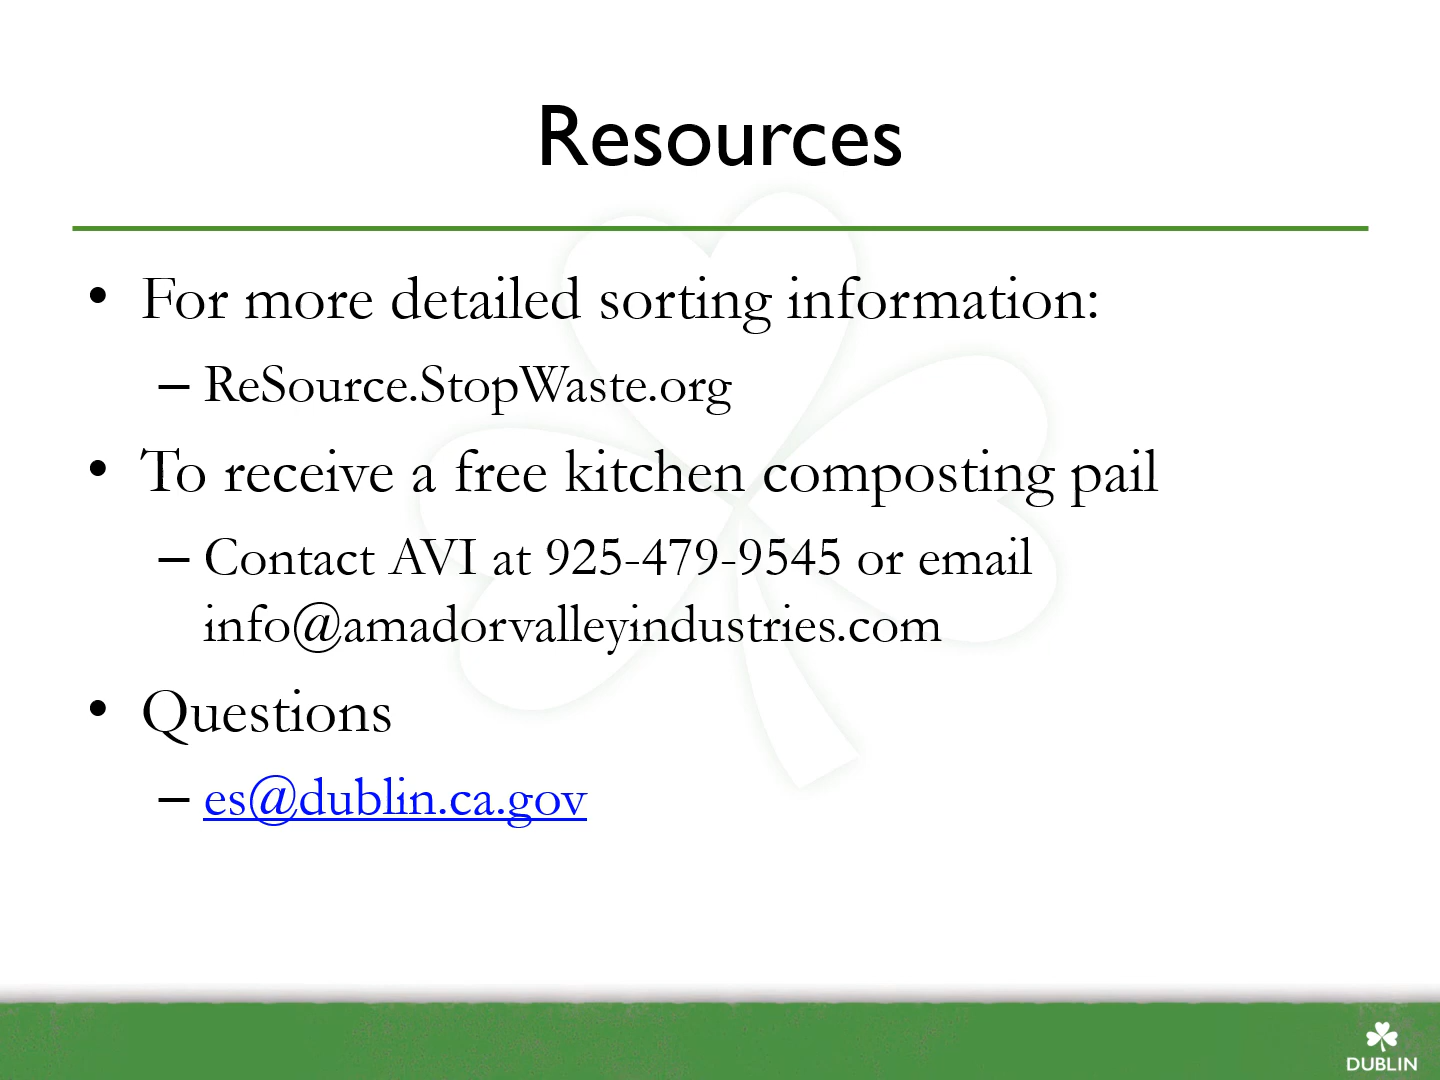 Resources
• For more detailed sorting information:
– ReSource.StopWaste.org
• To receive a free kitchen composting pail
– Contact AVI at 925-479-9545 or email
info@amadorvalleyindustries.com
• Questions
– es@dublin.ca.gov
DUBLIN